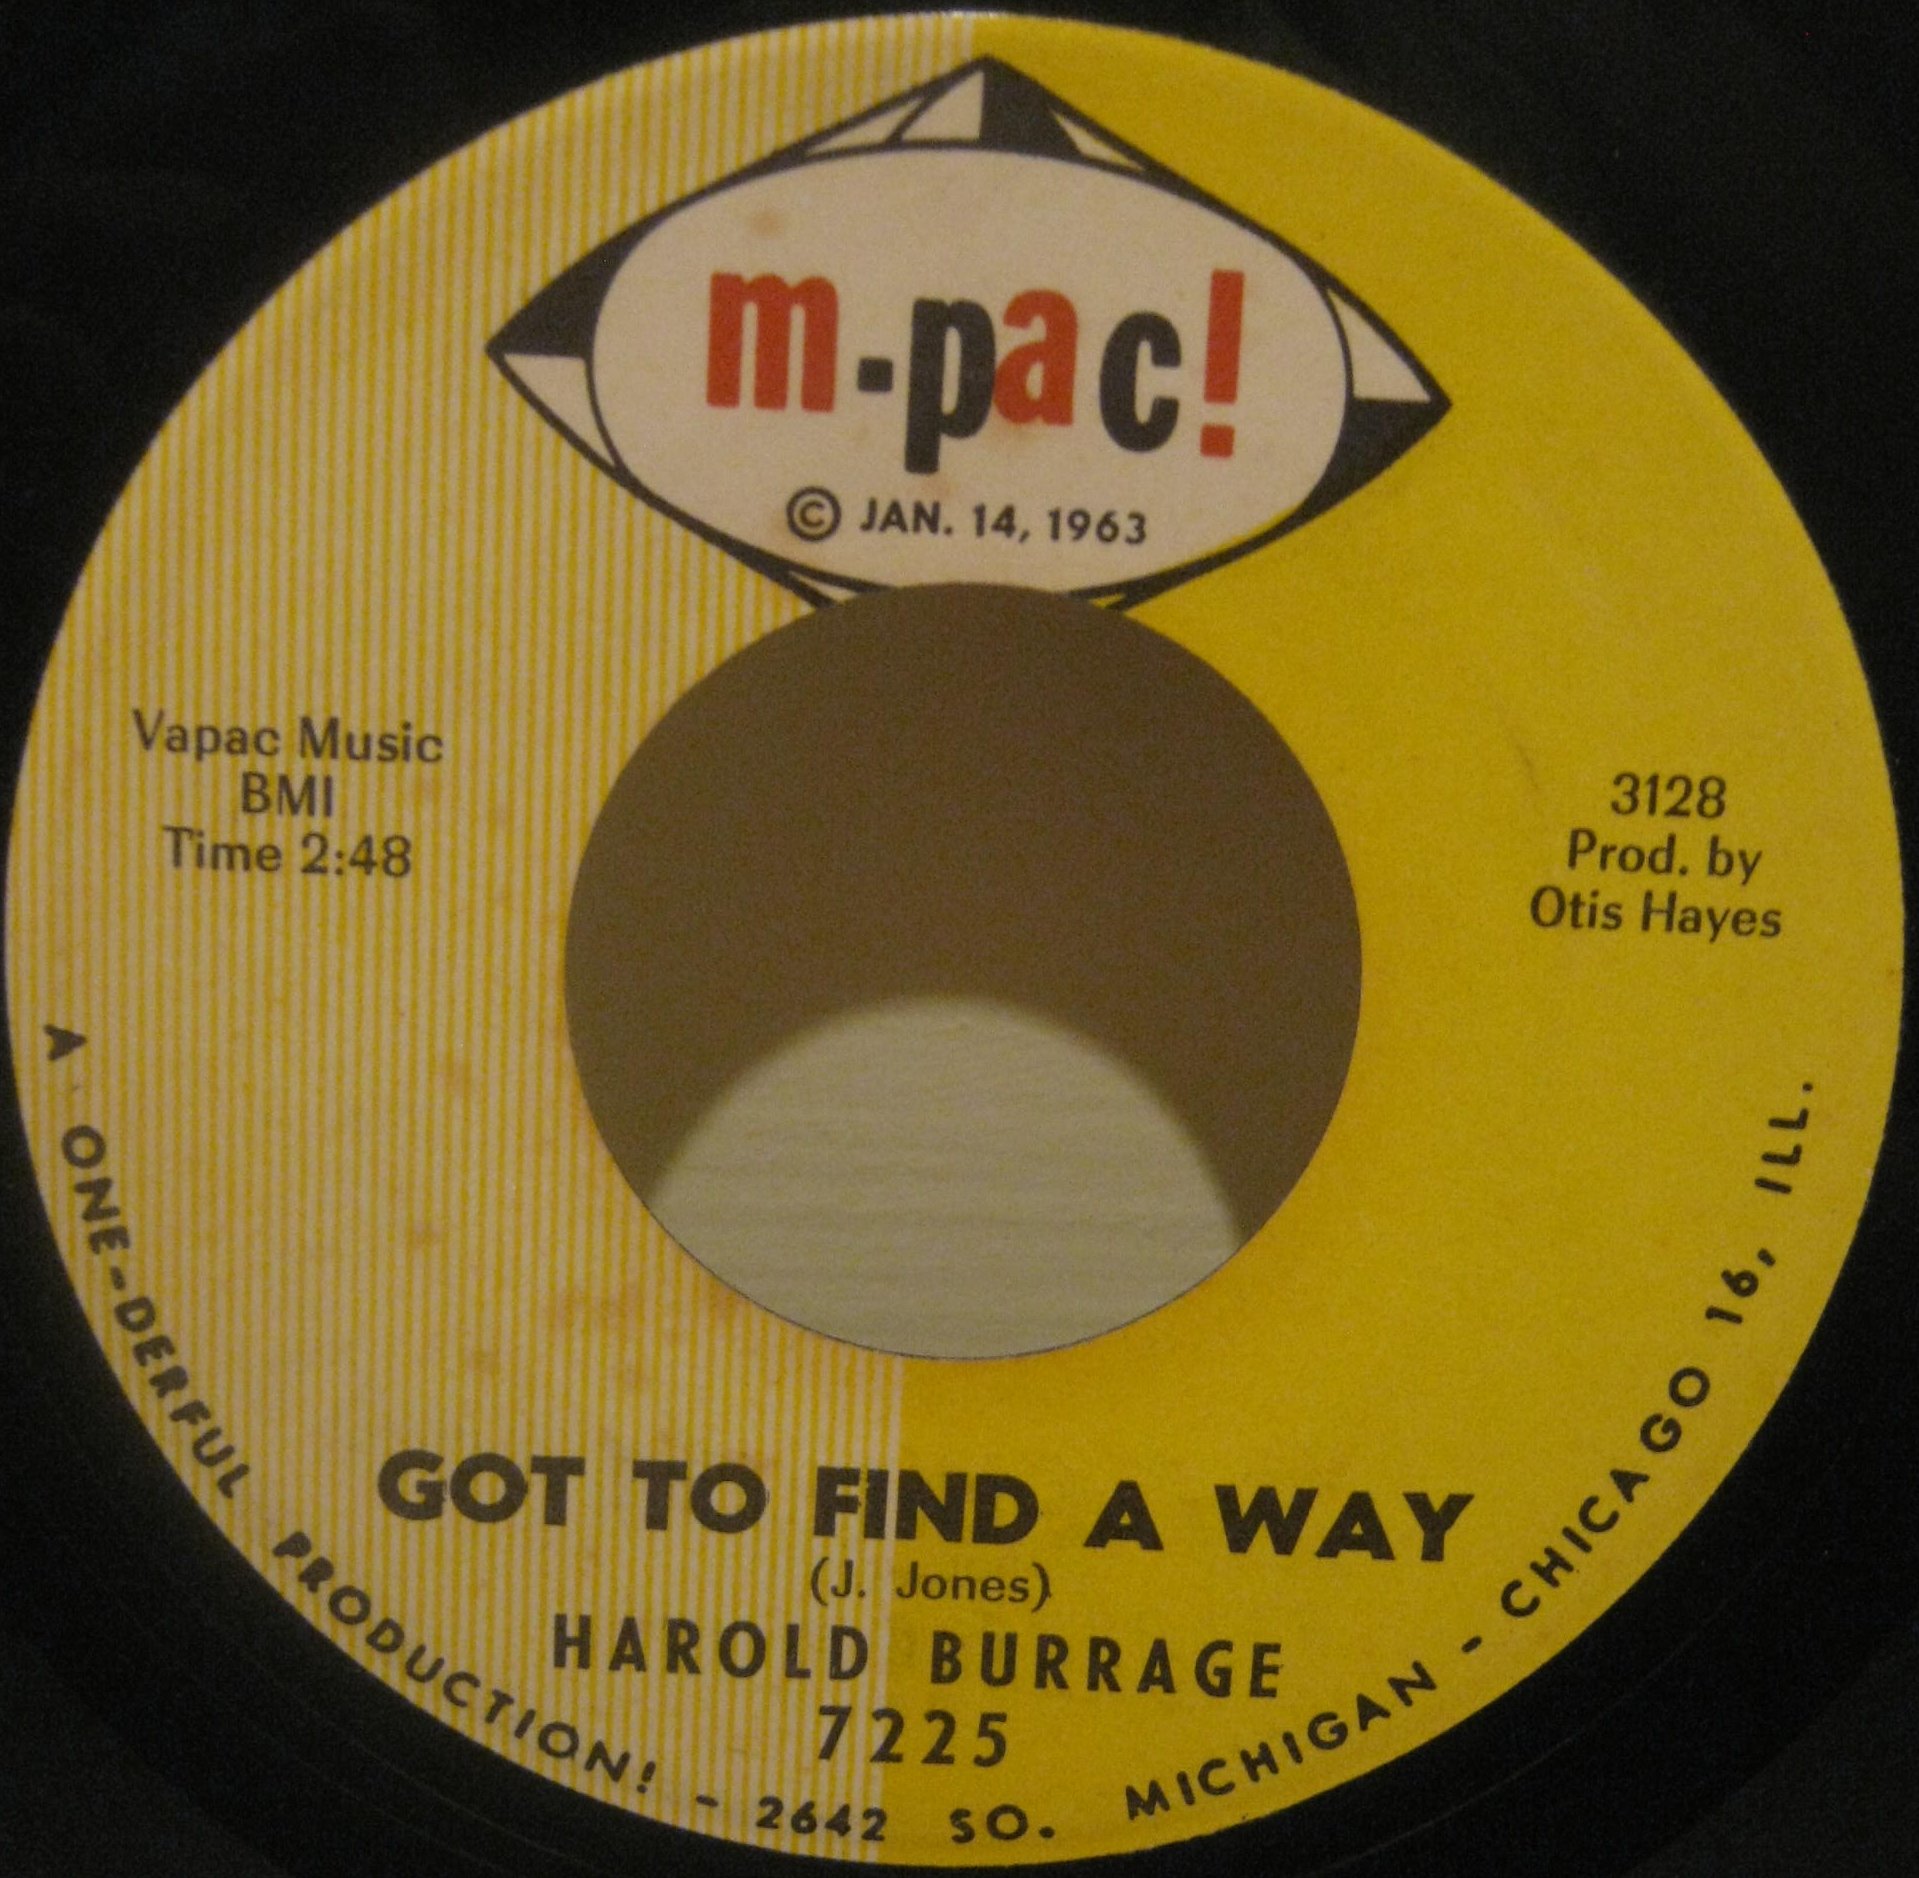 m-pac!
© JAN. 14, 1963
Vapac Music
BMI
Time 2:48
3128
Prod. by
Otis Hayes
GOT TO FIND A WAY
(J. Jones)
HAROLD BURRAGE
7225
A ONE-DERFUL PRODUCTION! - 2642 SO. MICHIGAN - CHICAGO 16, ILL.